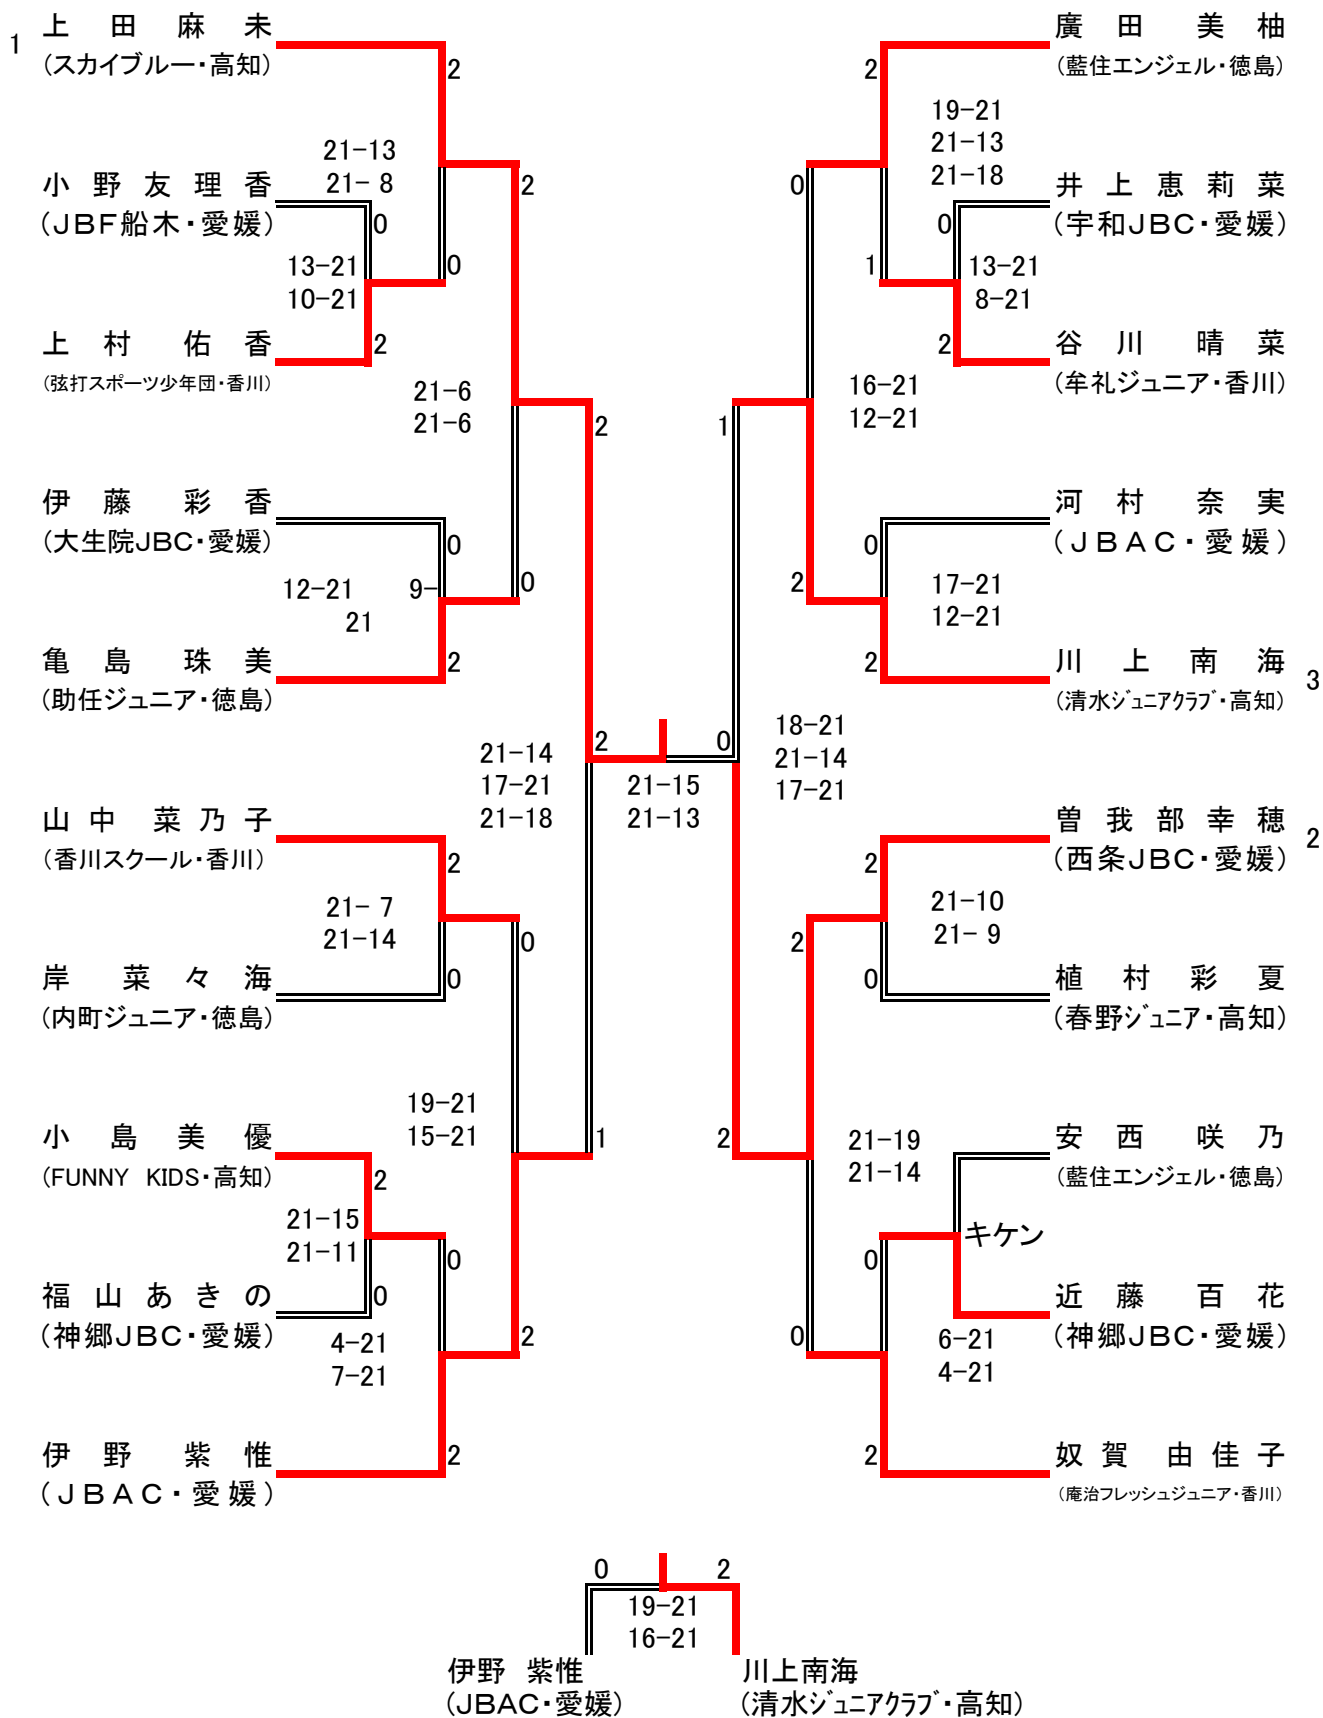 1
上田麻未
(スカイブルー・高知)
2
21-13
21- 8
2
小野友理香
(JBF船木・愛媛)
0
0
13-21
10-21
上村佑香
(弦打スポーツ少年団・香川)
2
21-6
21-6
2
伊藤彩香
(大生院JBC・愛媛)
0
0
12-21 9-
21
亀島珠美
(助任ジュニア・徳島)
2
2
21-14
17-21
21-18
山中菜乃子
(香川スクール・香川)
2
21- 7
21-14
0
岸菜々海
(内町ジュニア・徳島)
0
19-21
15-21
1
小島美優
(FUNNY KIDS・高知)
2
21-15
21-11
0
福山あきの
(神郷JBC・愛媛)
0
4-21
7-21
2
伊野紫惟
(JBAC・愛媛)
2
21-15
21-13
廣田美柚
(藍住エンジェル・徳島)
2
19-21
21-13
21-18
0
井上恵莉菜
(宇和JBC・愛媛)
0
1
13-21
8-21
谷川晴菜
(牟礼ジュニア・香川)
2
16-21
12-21
1
河村奈実
(JBAC・愛媛)
0
2
17-21
12-21
川上南海
(清水ジュニアクラブ・高知)
3
2
0
18-21
21-14
17-21
曽我部幸穂
(西条JBC・愛媛)
2
2
21-10
21- 9
2
植村彩夏
(春野ジュニア・高知)
0
2
21-19
21-14
安西咲乃
(藍住エンジェル・徳島)
キケン
0
近藤百花
(神郷JBC・愛媛)
0
6-21
4-21
奴賀由佳子
(庵治フレッシュジュニア・香川)
2
0 2
19-21
16-21
伊野 紫惟
(JBAC・愛媛)
川上南海
(清水ジュニアクラブ・高知)